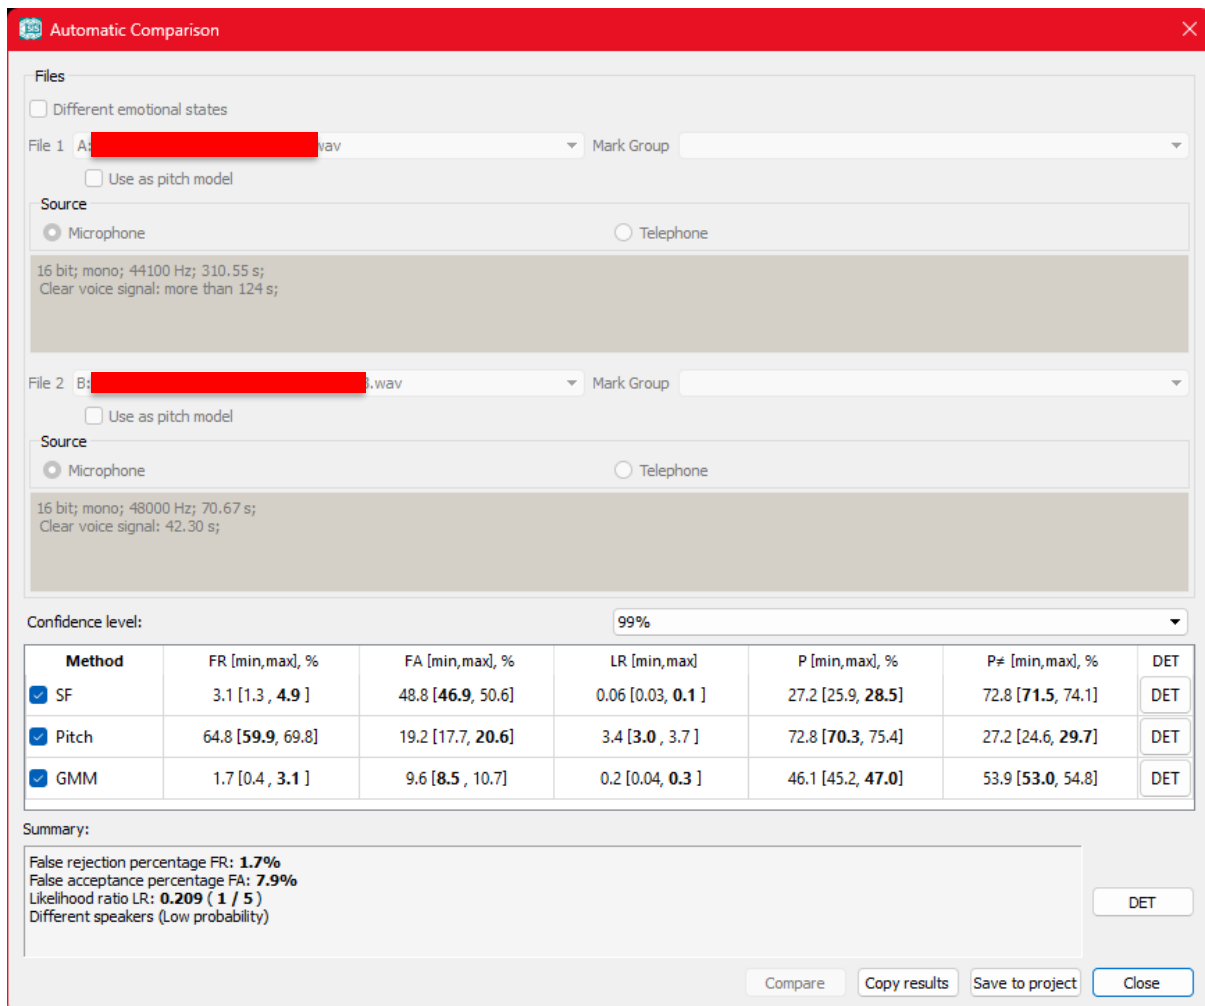 Automatic Comparison
Files
Different emotional states
File 1 A: .wav Mark Group
Use as pitch model
Source
Microphone Telephone
16 bit; mono; 44100 Hz; 310.55 s;
Clear voice signal: more than 124 s;
File 2 B: .wav Mark Group
Use as pitch model
Source
Microphone Telephone
16 bit; mono; 48000 Hz; 70.67 s;
Clear voice signal: 42.30 s;
Confidence level: 99%
Method FR [min,max], % FA [min,max], % LR [min,max] P [min,max], % P≠ [min,max], % DET
SF 3.1 [1.3 , 4.9 ] 48.8 [46.9, 50.6] 0.06 [0.03, 0.1 ] 27.2 [25.9, 28.5] 72.8 [71.5, 74.1] DET
Pitch 64.8 [59.9, 69.8] 19.2 [17.7, 20.6] 3.4 [3.0 , 3.7 ] 72.8 [70.3, 75.4] 27.2 [24.6, 29.7] DET
GMM 1.7 [0.4 , 3.1 ] 9.6 [8.5 , 10.7] 0.2 [0.04, 0.3 ] 46.1 [45.2, 47.0] 53.9 [53.0, 54.8] DET
Summary:
False rejection percentage FR: 1.7%
False acceptance percentage FA: 7.9%
Likelihood ratio LR: 0.209 ( 1 / 5 )
Different speakers (Low probability)
DET
Compare Copy results Save to project Close